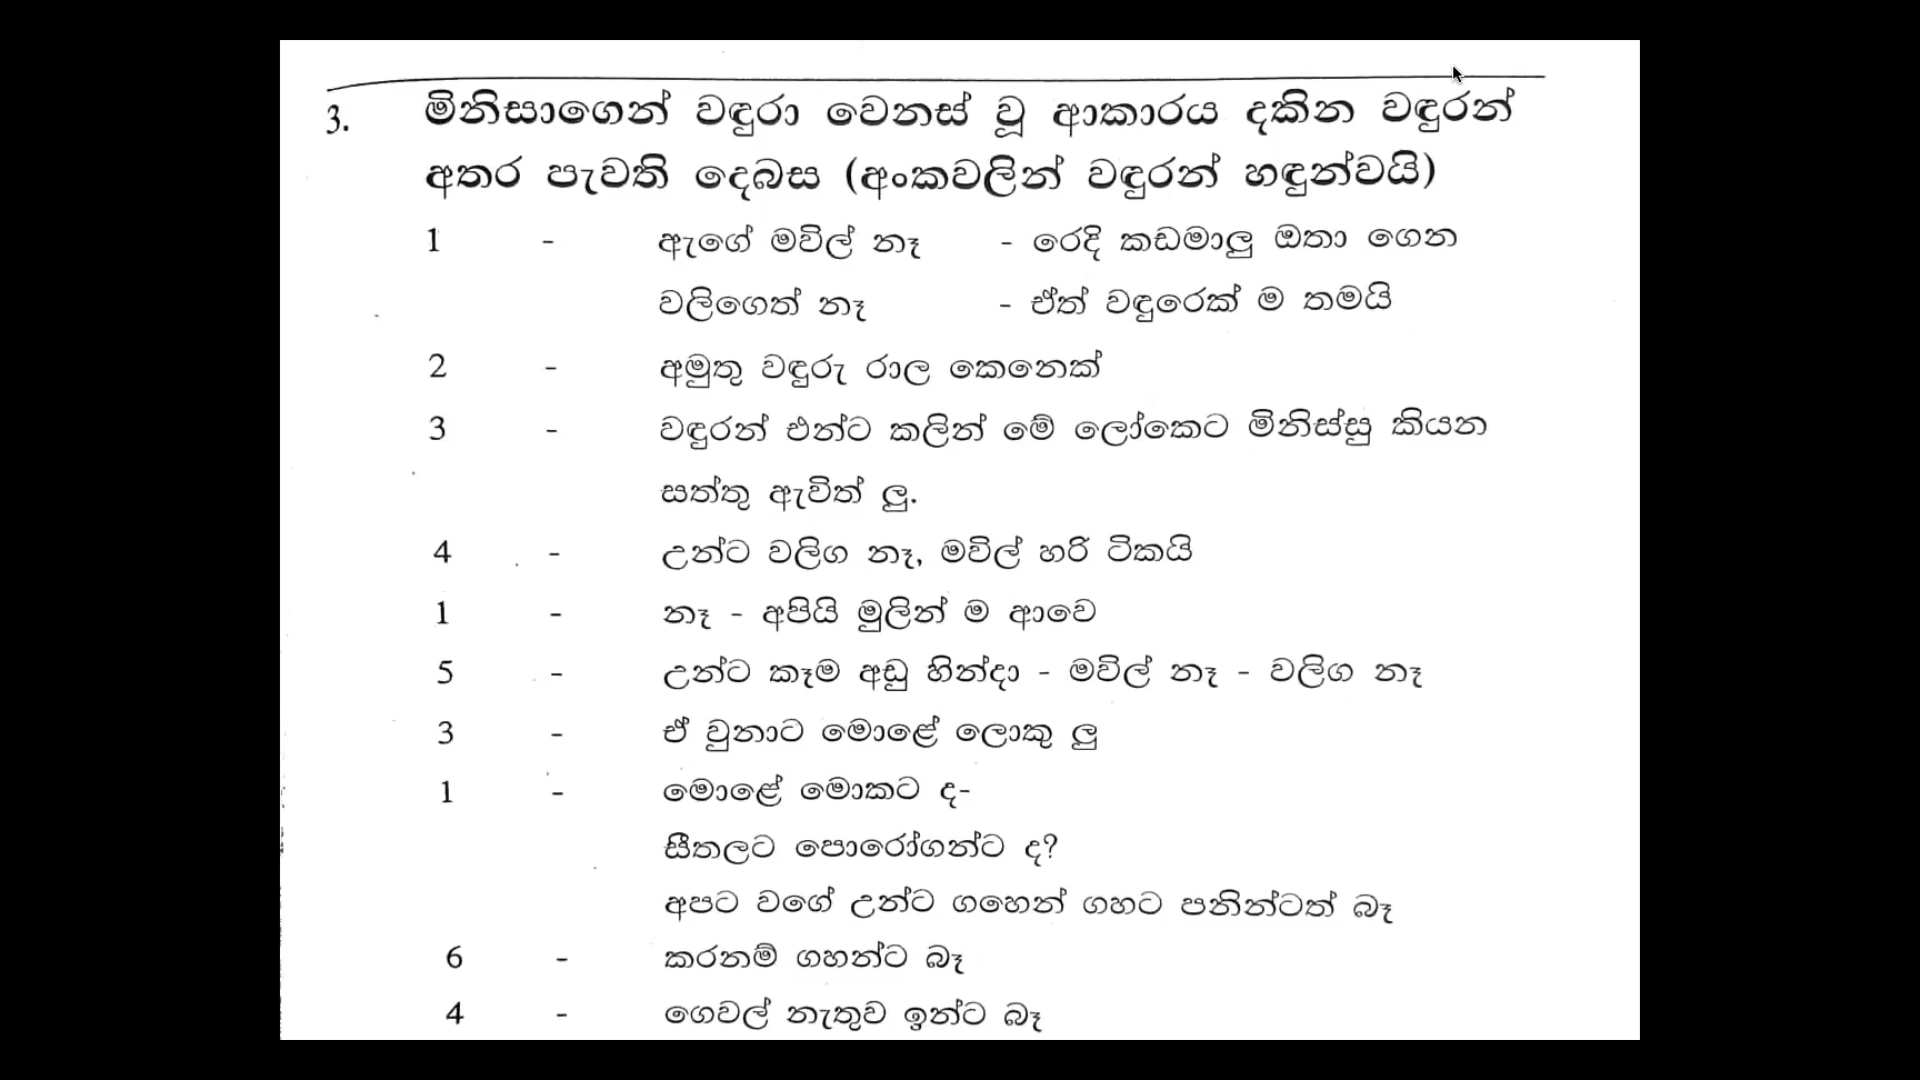 3. මිනිසාගෙන් වඳුරා වෙනස් වූ ආකාරය දකින වඳුරන්
අතර පැවති දෙබස (අංකවලින් වඳුරන් හඳුන්වයි)
1 - ඇගේ මවිල් නෑ - රෙදි කඩමාලු ඔතා ගෙන
වලිගෙත් නෑ - ඒත් වඳුරෙක් ම තමයි
2 - අමුතු වඳුරු රාල කෙනෙක්
3 - වඳුරන් එන්ට කලින් මේ ලෝකෙට මිනිස්සු කියන
සත්තු ඇවිත් ලු.
4 - උන්ට වලිග නෑ, මවිල් හරි ටිකයි
1 - නෑ - අපියි මුලින් ම ආවෙ
5 - උන්ට කෑම අඩු හින්දා - මවිල් නෑ - වලිග නෑ
3 - ඒ වුනාට මොළේ ලොකු ලු
1 - මොළේ මොකට ද-
සීතලට පොරෝගන්ට ද?
අපට වගේ උන්ට ගහෙන් ගහට පනින්ටත් බෑ
6 - කරනම් ගහන්ට බෑ
4 - ගෙවල් නැතුව ඉන්ට බෑ